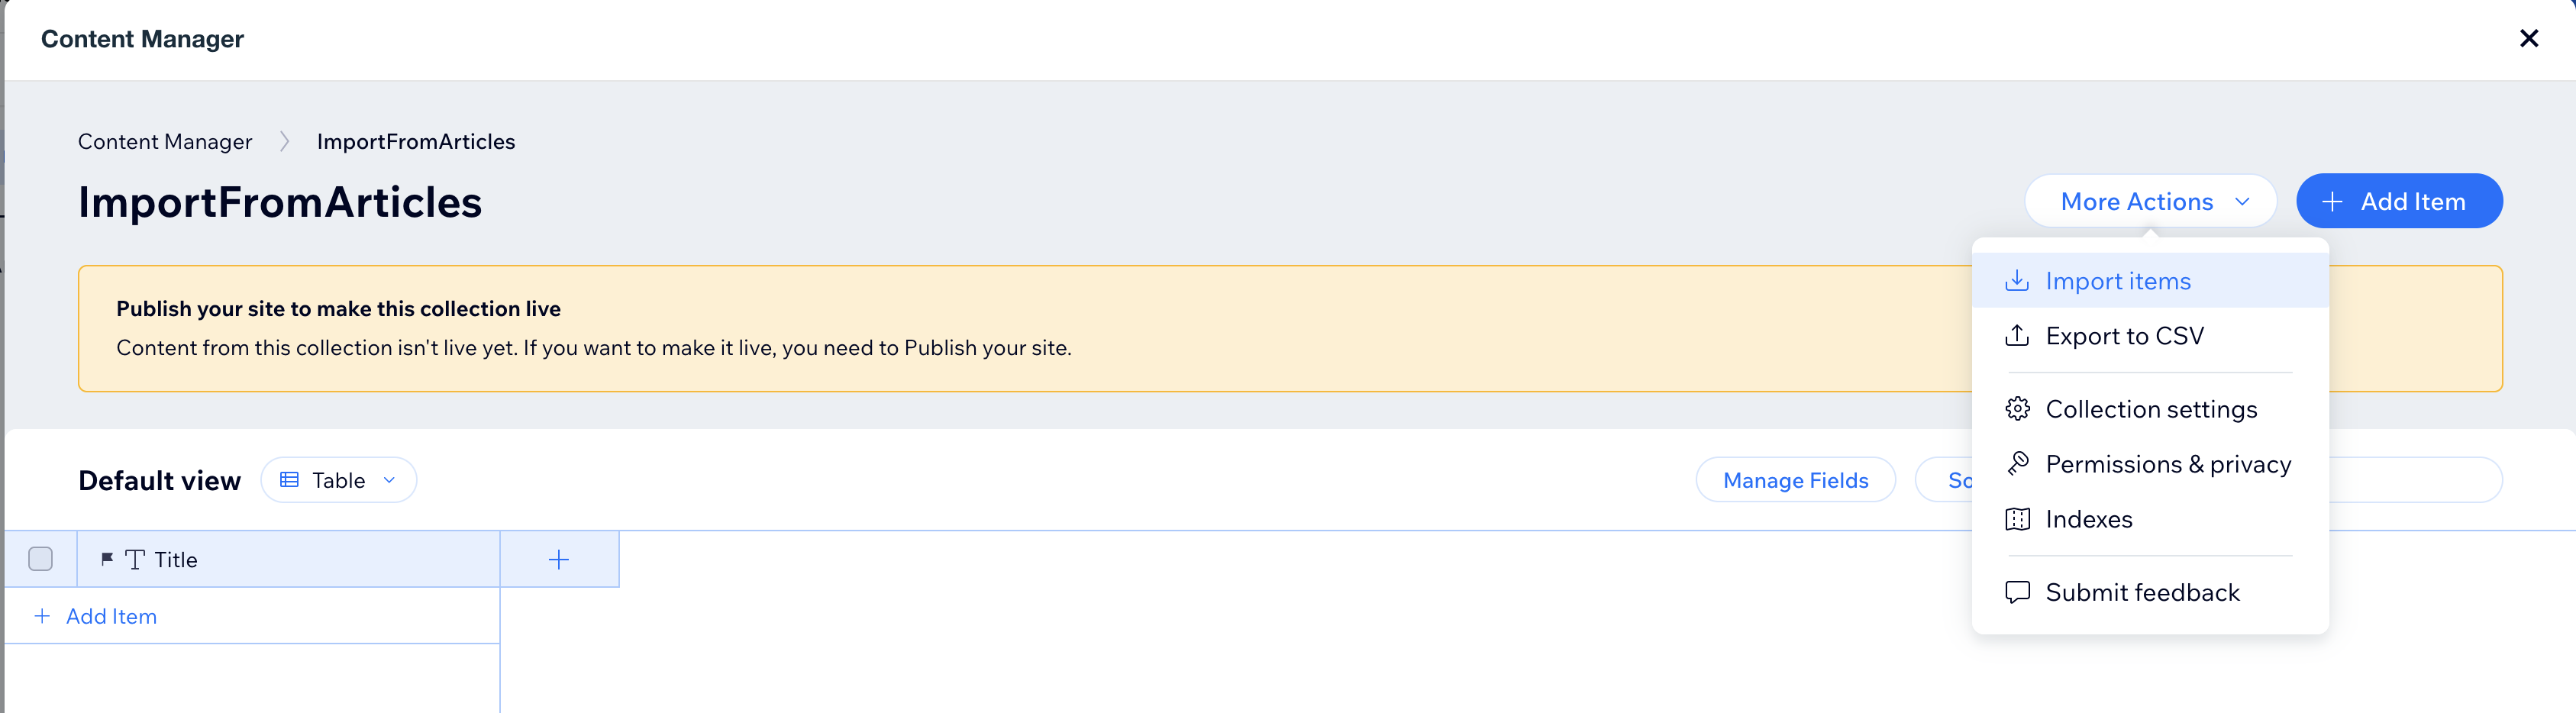 Content Manager
Content Manager
ImportFromArticles
ImportFromArticles
More Actions
Add Item
Publish your site to make this collection live
Content from this collection isn't live yet. If you want to make it live, you need to Publish your site.
Import items
Export to CSV
Collection settings
Permissions & privacy
Indexes
Submit feedback
Default view
Table
Manage Fields
Title
Add Item